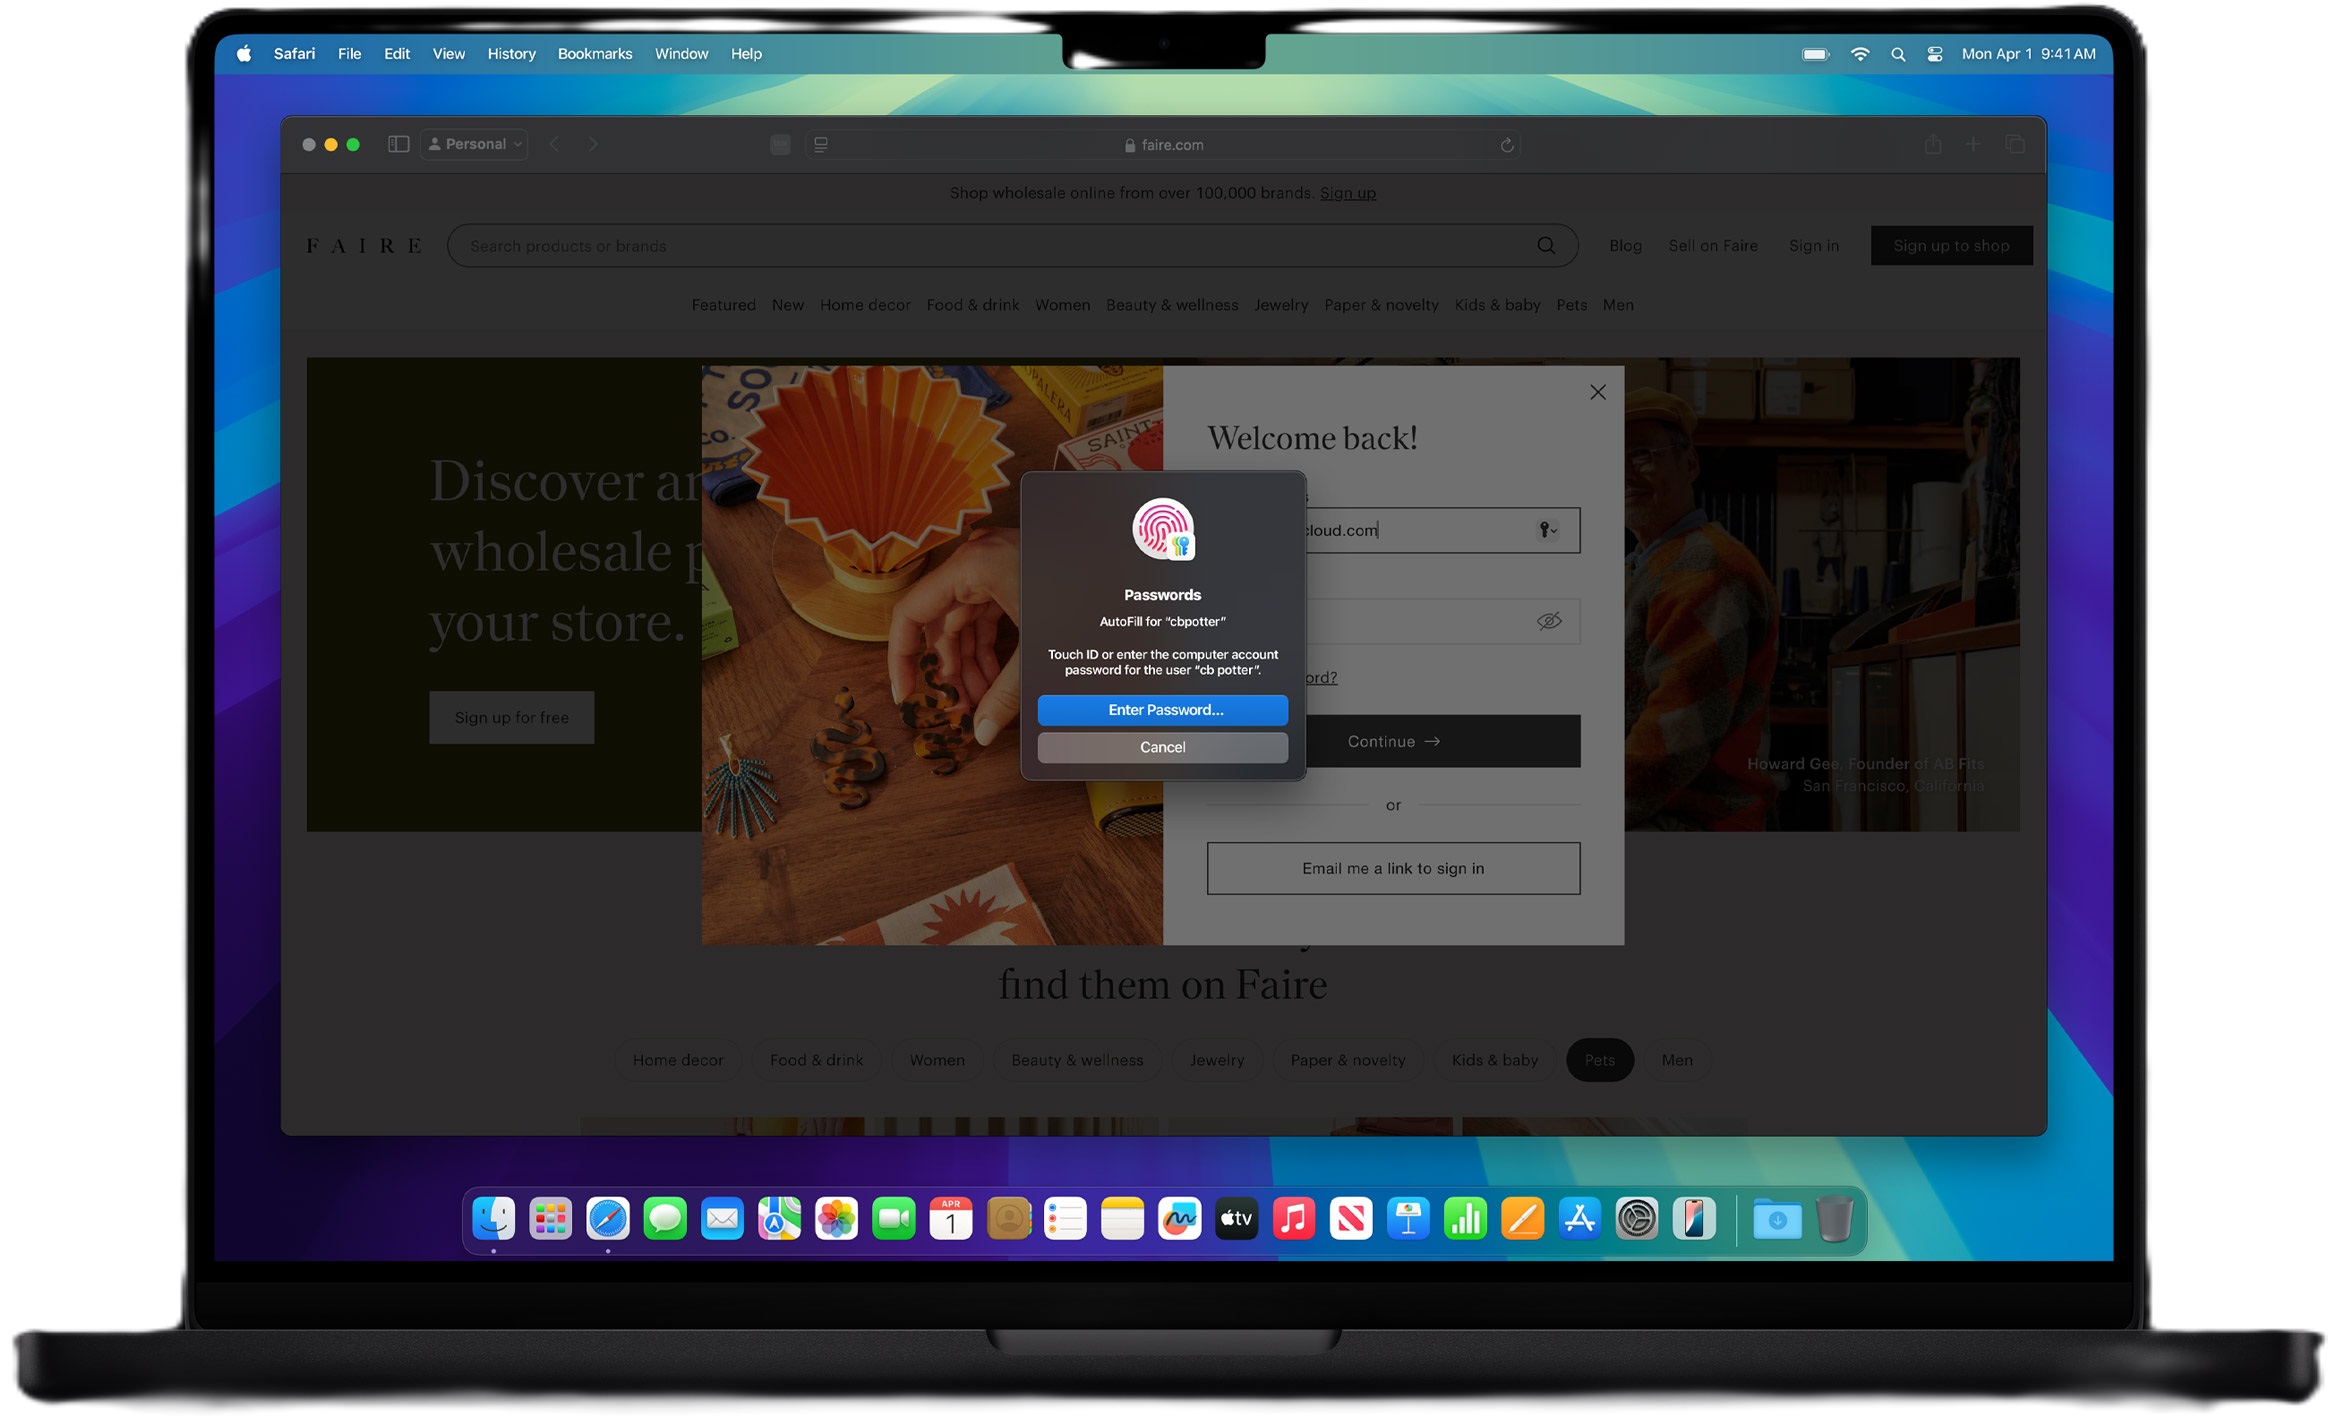 Safari File Edit View History Bookmarks Window Help
Mon Apr 1 9:41 AM
Personal
faire.com
Shop wholesale online from over 100,000 brands. Sign up
FAIRE
Search products or brands
Blog Sell on Faire Sign in Sign up to shop
Featured New Home decor Food & drink Women Beauty & wellness Jewelry Paper & novelty Kids & baby Pets Men
Discover
wholesale
your store.
Sign up for free
SO
CO.
SAINT
Welcome back!
cloud.com
ord?
Continue →
or
Email me a link to sign in
Passwords
AutoFill for “cbpotter”
Touch ID or enter the computer account
password for the user “cb potter”.
Enter Password...
Cancel
Howard Gee, Founder of AB Fits
San Francisco, California
find them on Faire
Home decor Food & drink Women Beauty & wellness Jewelry Paper & novelty Kids & baby Pets Men
APR
1
tv